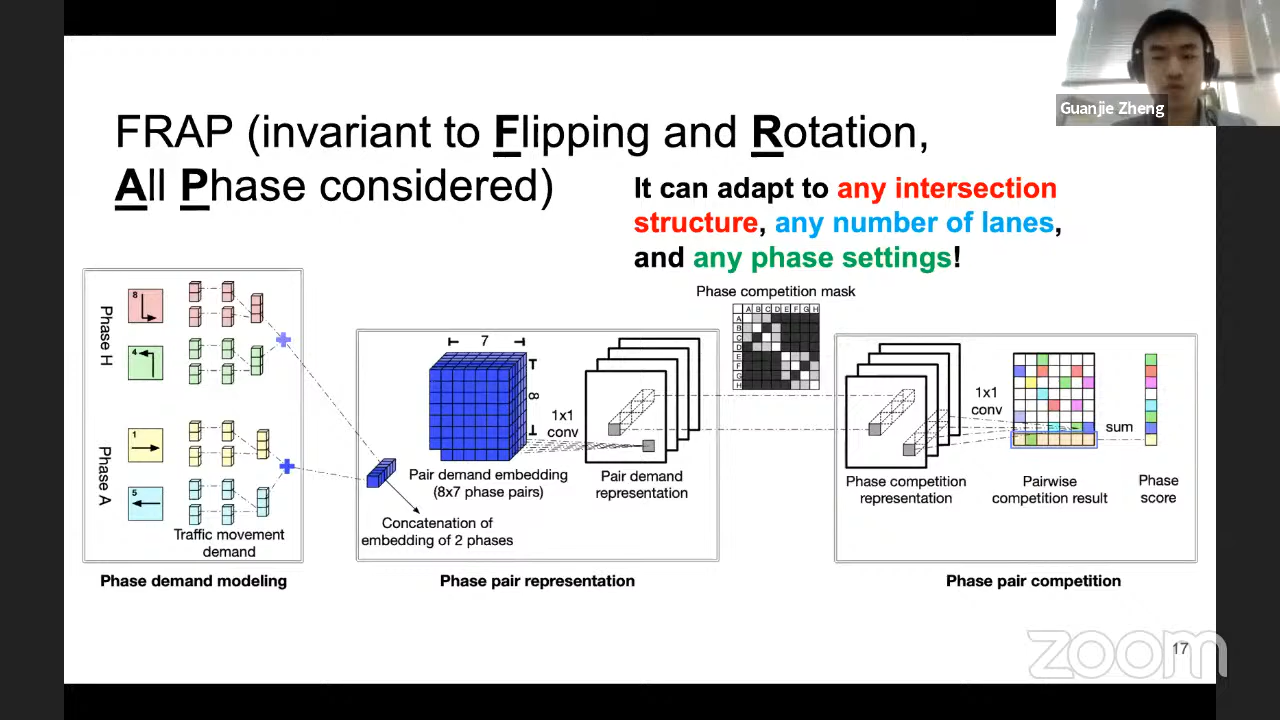 Guanjie Zheng
FRAP (invariant to Flipping and Rotation,
All Phase considered)
It can adapt to any intersection
structure, any number of lanes,
and any phase settings!
Phase H
8
4
Phase A
1
5
Traffic movement
demand
Phase demand modeling
7
8
1x1
conv
Pair demand embedding
(8x7 phase pairs)
Pair demand
representation
Concatenation of
embedding of 2 phases
Phase pair representation
Phase competition mask
A B C D E F G H
A
B
C
D
E
F
G
H
1x1
conv
sum
Phase competition
representation
Pairwise
competition result
Phase
score
Phase pair competition
17
zoom